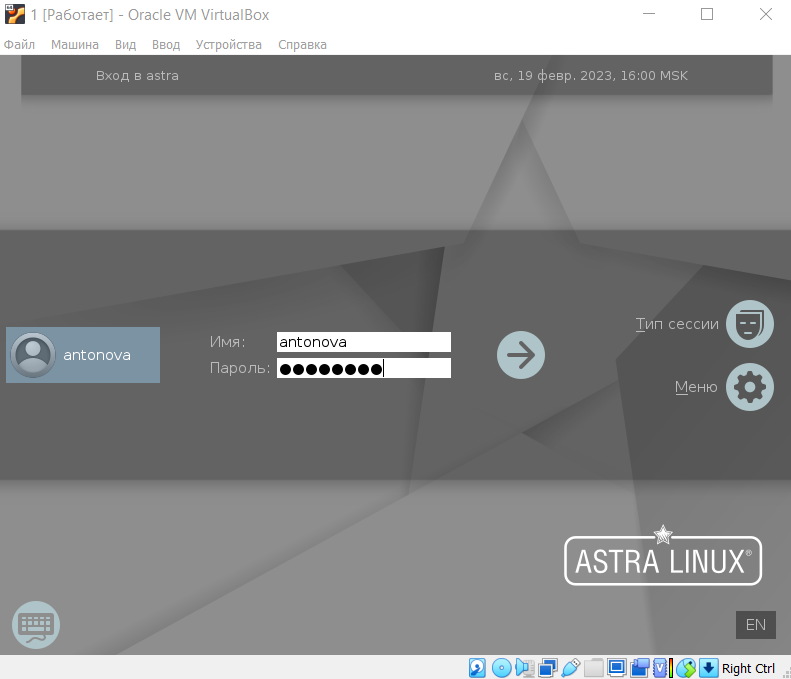 1 [Работает] - Oracle VM VirtualBox
Файл Машина Вид Ввод Устройства Справка
Вход в astra вс, 19 февр. 2023, 16:00 MSK
Тип сессии
Имя: antonova
antonova
Пароль: ●●●●●●●●
Меню
ASTRA LINUX®
EN
V
Right Ctrl